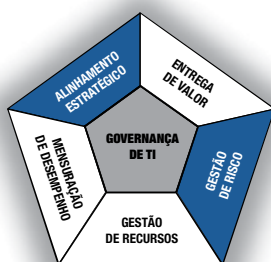 ALINHAMENTO
ESTRATÉGICO
ENTREGA
DE VALOR
GOVERNANÇA
DE TI
MENSURAÇÃO
DE DESEMPENHO
GESTÃO
DE RISCO
GESTÃO
DE RECURSOS